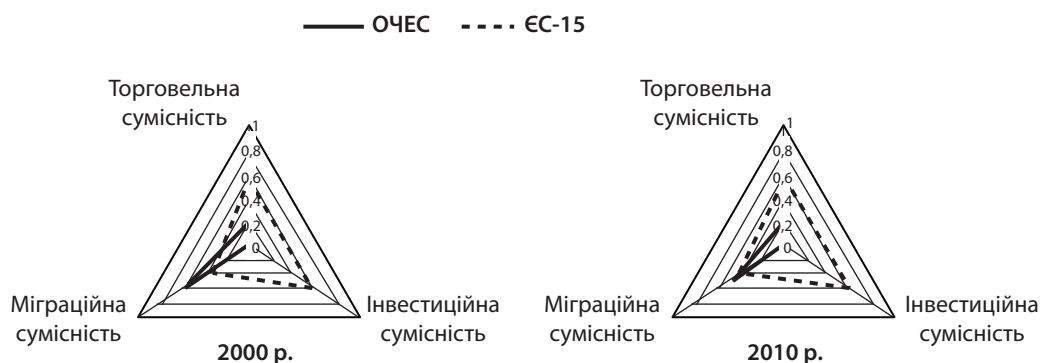 ОЧЕС ЄС-15
Торговельна
сумісність
1
0,8
0,6
0,4
0,2
0
Міграційна
сумісність
Інвестиційна
сумісність
2000 р.
Торговельна
сумісність
1
0,8
0,6
0,4
0,2
0
Міграційна
сумісність
Інвестиційна
сумісність
2010 р.